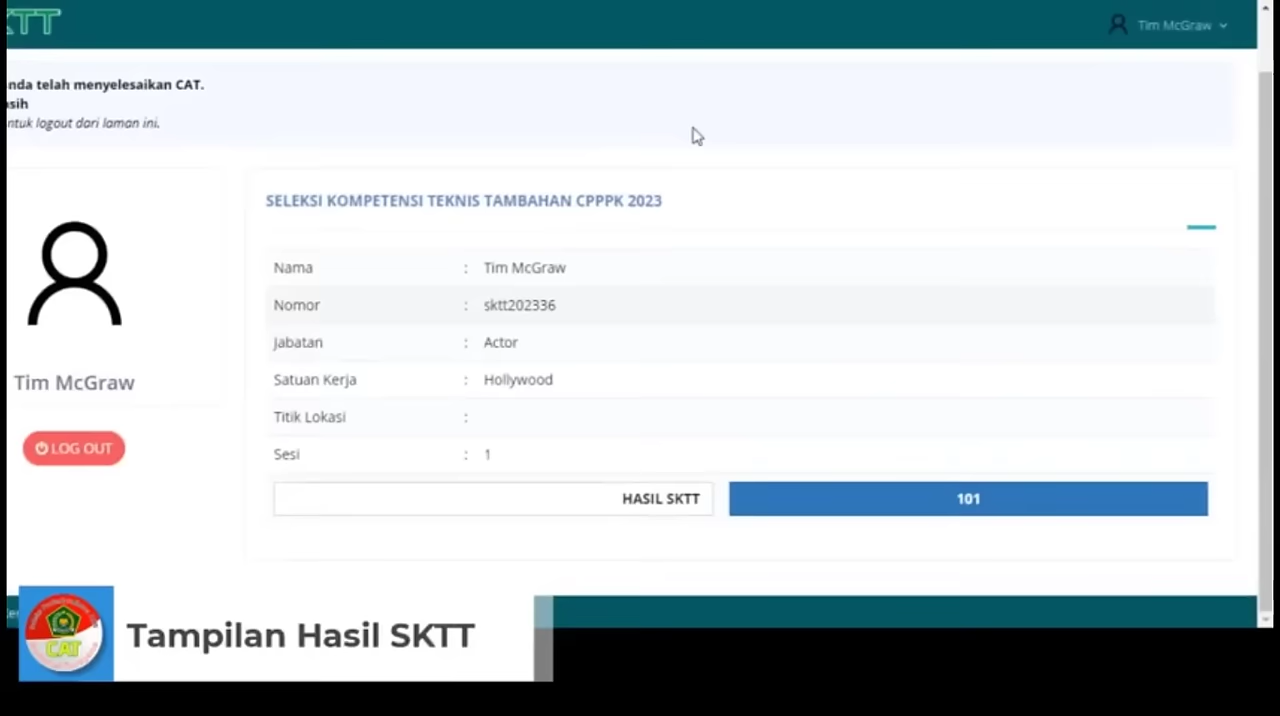 KTT
Tim McGraw
nda telah menyelesaikan CAT.
asih
ntuk logout dari laman ini.
SELEKSI KOMPETENSI TEKNIS TAMBAHAN CPPPK 2023
Nama : Tim McGraw
Nomor : sktt202336
Jabatan : Actor
Satuan Kerja : Hollywood
Titik Lokasi :
Sesi : 1
HASIL SKTT 101
Tim McGraw
LOG OUT
CAT
Tampilan Hasil SKTT